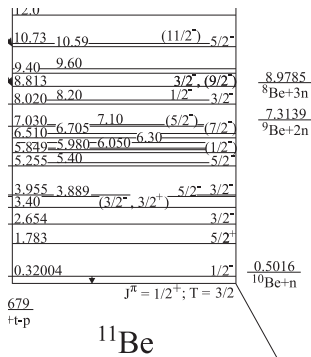 12.0
10.73 10.59 (11/2⁻) 5/2⁻
9.40 9.60
8.813 3/2⁻, (9/2⁻) 8.9785
⁸Be+3n
8.020 8.20 1/2⁻ 3/2⁻
7.030 7.10 (5/2⁻) 7.3139
⁹Be+2n
6.510 6.705 (7/2⁻)
6.30
5.849 5.980 6.050 (1/2⁻)
5.255 5.40 5/2⁻
3.955 3.889 5/2⁻ 3/2⁻
3.40 (3/2⁻, 3/2⁺)
2.654 3/2⁻
1.783 5/2⁺
0.32004 1/2⁻ 0.5016
¹⁰Be+n
Jπ = 1/2⁺; T = 3/2
679
+t-p
¹¹Be